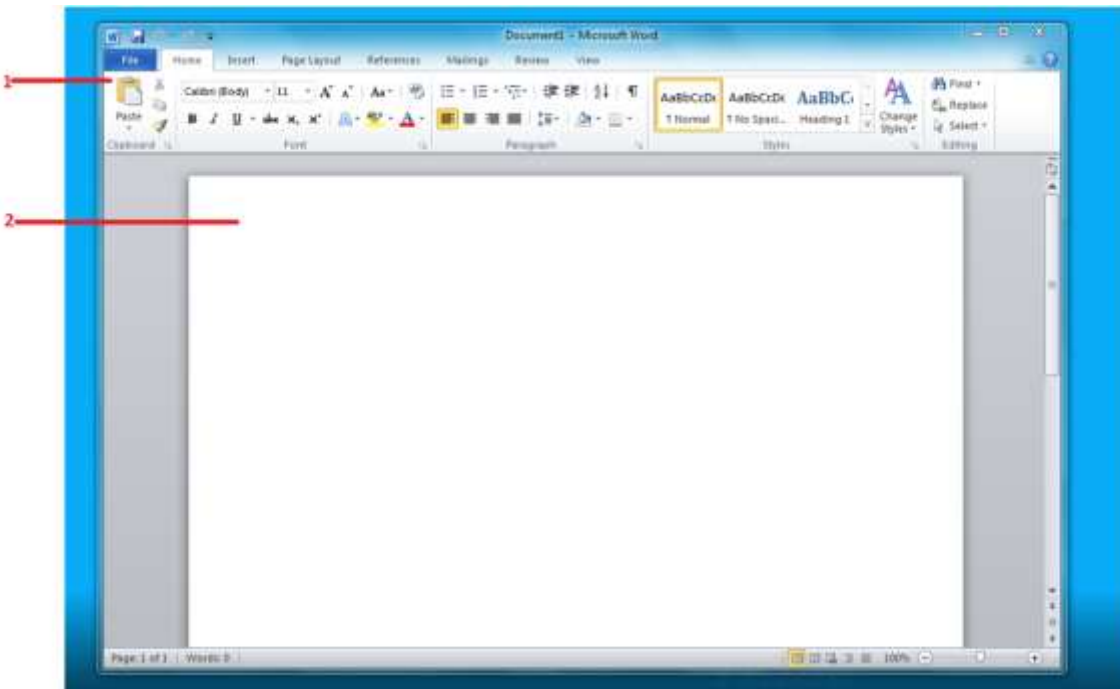 Document1 - Microsoft Word
File Home Insert Page Layout References Mailings Review View
1
Calibri (Body) 11 Aa
Find
Paste
B I U abc x, x' A
AaBbCcDc AaBbCcDc AaBbC
Replace
¶ Normal ¶ No Spaci... Heading 1
Change
Styles
Select
Clipboard Font Paragraph Styles Editing
2
Page: 1 of 1 Words: 0 100%